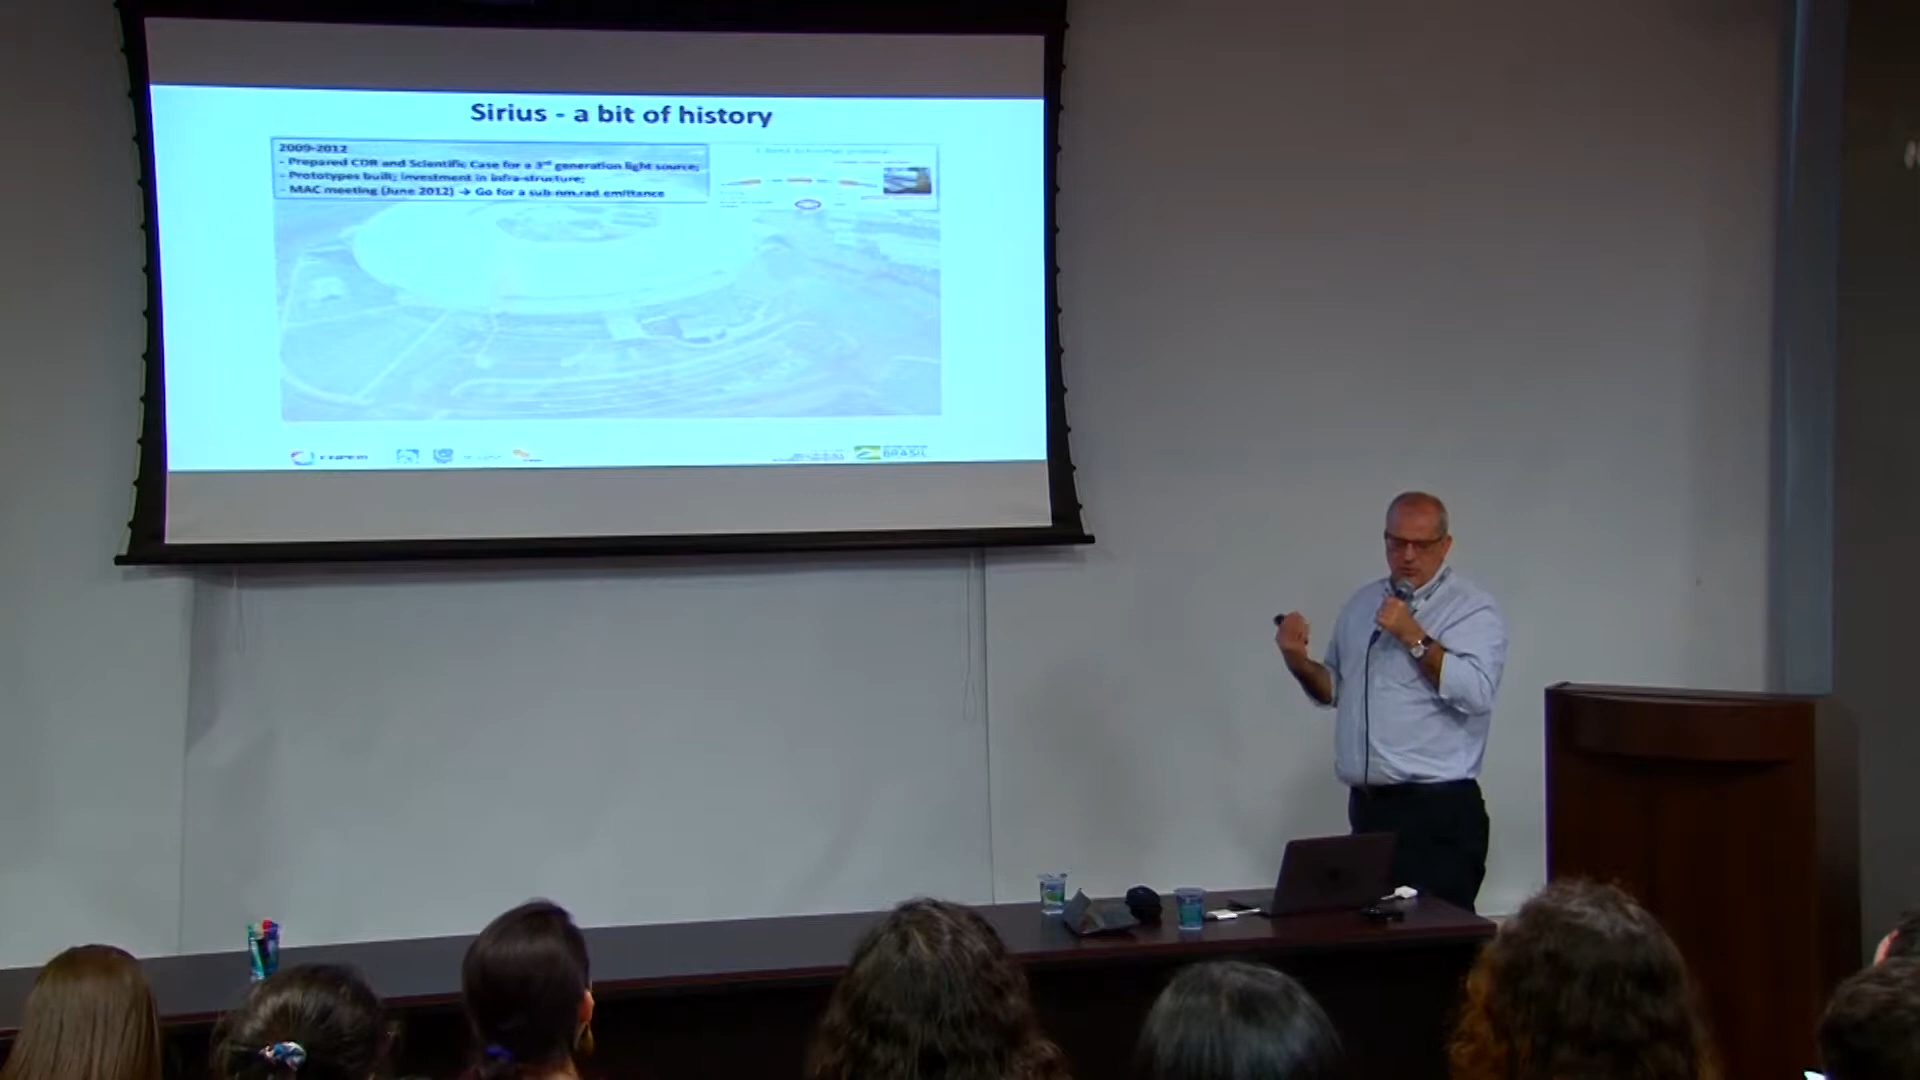 Sirius - a bit of history
2009-2012
- Prepared CDR and Scientific Case for a 3rd generation light source;
- Prototypes built; investment in infra-structure;
- MAC meeting (June 2012) → Go for a sub-nm.rad emittance
CNPEM
BRASIL